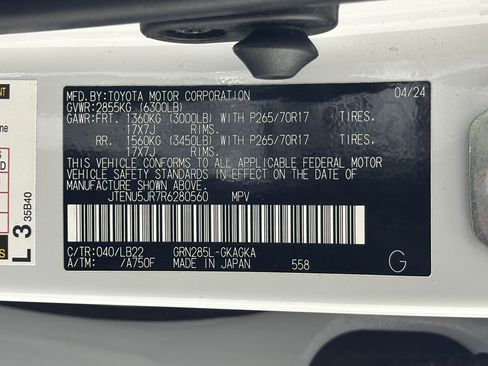 MFD.BY:TOYOTA MOTOR CORPORATION 04/24
GVWR:2855KG (6300LB)
GAWR:FRT. 1360KG (3000LB) WITH P265/70R17 TIRES,
17X7J RIMS.
RR. 1560KG (3450LB) WITH P265/70R17 TIRES,
17X7J RIMS.
THIS VEHICLE CONFORMS TO ALL APPLICABLE FEDERAL MOTOR
VEHICLE SAFETY STANDARDS IN EFFECT ON THE DATE OF
MANUFACTURE SHOWN ABOVE.
JTENU5JR7R6280560 MPV
C/TR:040/LB22 GRN285L-GKAGKA
A/TM: /A750F MADE IN JAPAN 558 G
L 3 35B40